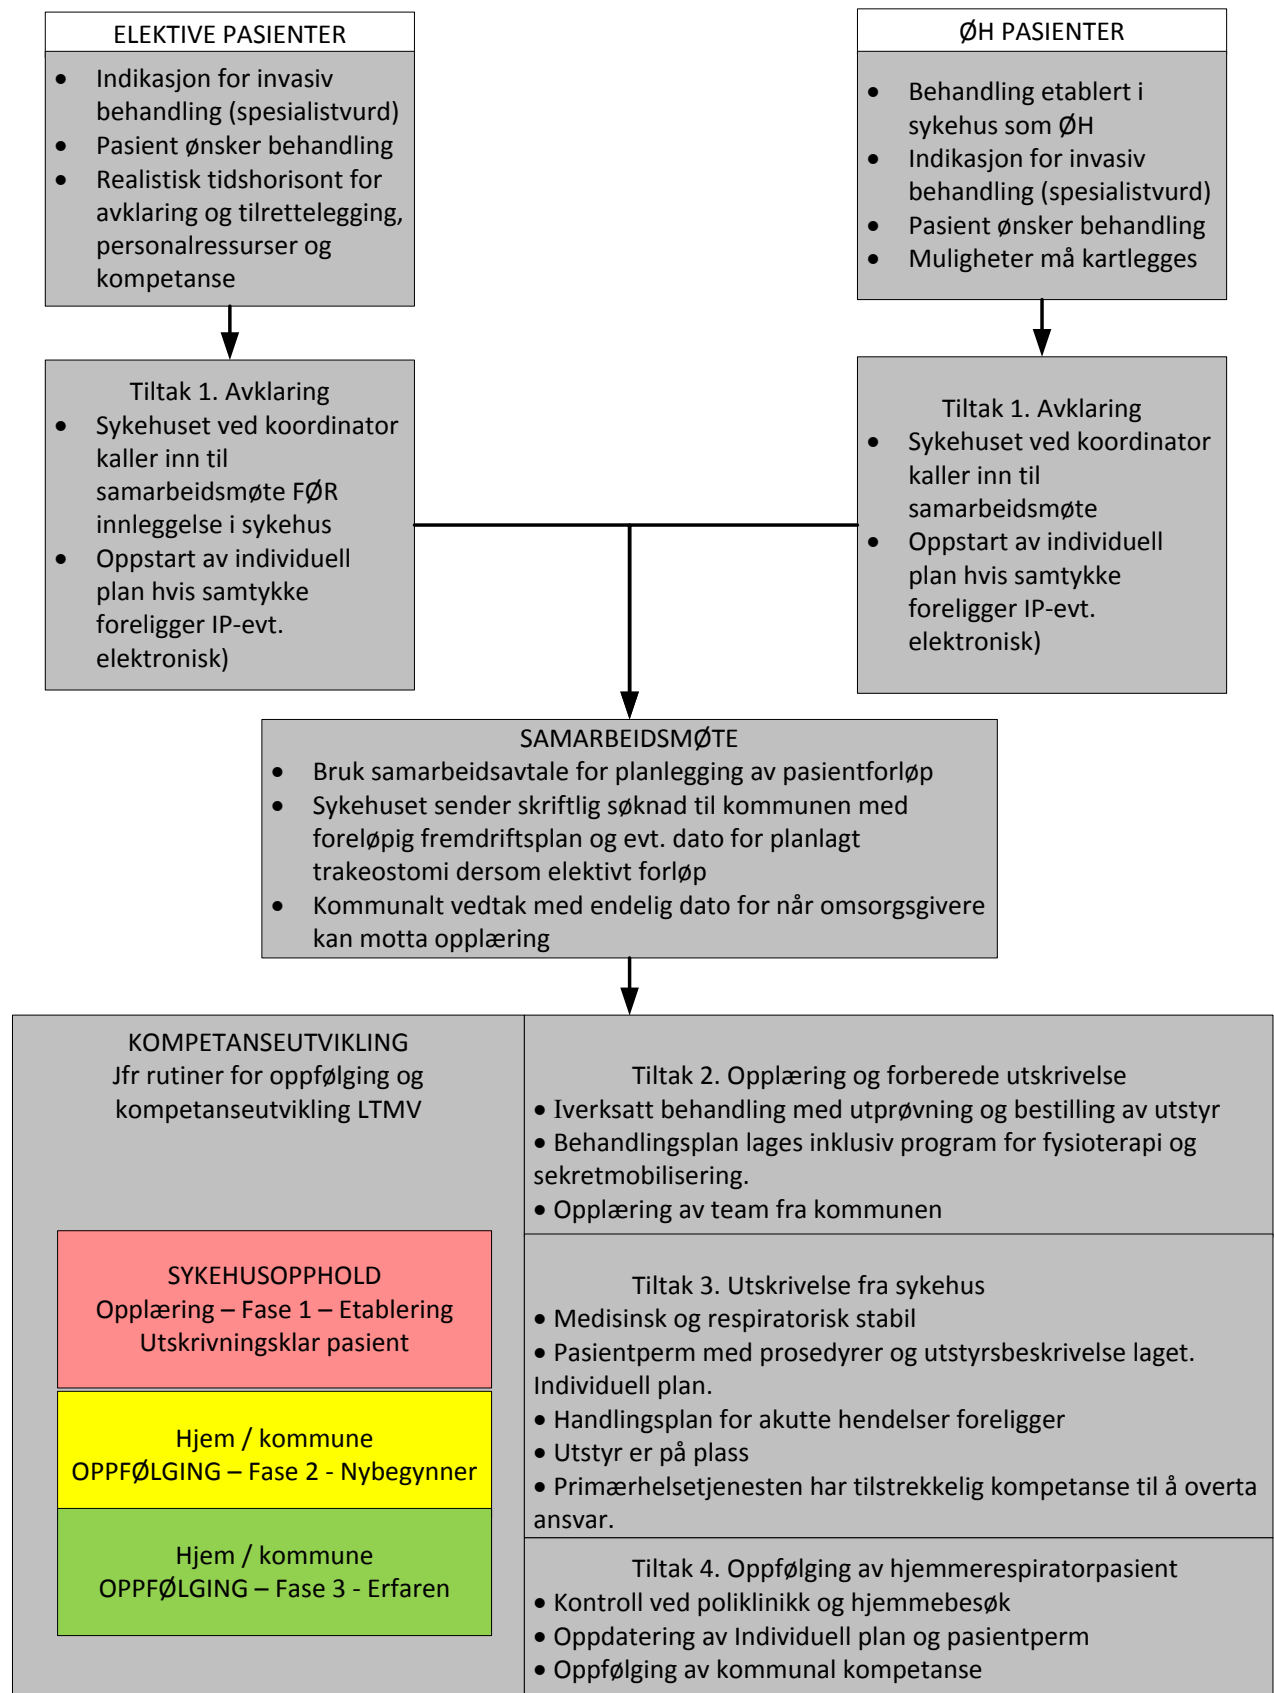 ELEKTIVE PASIENTER
• Indikasjon for invasiv
behandling (spesialistvurd)
• Pasient ønsker behandling
• Realistisk tidshorisont for
avklaring og tilrettelegging,
personalressurser og
kompetanse
ØH PASIENTER
• Behandling etablert i
sykehus som ØH
• Indikasjon for invasiv
behandling (spesialistvurd)
• Pasient ønsker behandling
• Muligheter må kartlegges
Tiltak 1. Avklaring
• Sykehuset ved koordinator
kaller inn til
samarbeidsmøte FØR
innleggelse i sykehus
• Oppstart av individuell
plan hvis samtykke
foreligger IP-evt.
elektronisk)
Tiltak 1. Avklaring
• Sykehuset ved koordinator
kaller inn til
samarbeidsmøte
• Oppstart av individuell
plan hvis samtykke
foreligger IP-evt.
elektronisk)
SAMARBEIDSMØTE
• Bruk samarbeidsavtale for planlegging av pasientforløp
• Sykehuset sender skriftlig søknad til kommunen med
foreløpig fremdriftsplan og evt. dato for planlagt
trakeostomi dersom elektivt forløp
• Kommunalt vedtak med endelig dato for når omsorgsgivere
kan motta opplæring
KOMPETANSEUTVIKLING
Jfr rutiner for oppfølging og
kompetanseutvikling LTMV
SYKEHUSOPPHOLD
Opplæring – Fase 1 – Etablering
Utskrivningsklar pasient
Hjem / kommune
OPPFØLGING – Fase 2 - Nybegynner
Hjem / kommune
OPPFØLGING – Fase 3 - Erfaren
Tiltak 2. Opplæring og forberede utskrivelse
• Iverksatt behandling med utprøvning og bestilling av utstyr
• Behandlingsplan lages inklusiv program for fysioterapi og
sekretmobilisering.
• Opplæring av team fra kommunen
Tiltak 3. Utskrivelse fra sykehus
• Medisinsk og respiratorisk stabil
• Pasientperm med prosedyrer og utstyrsbeskrivelse laget.
Individuell plan.
• Handlingsplan for akutte hendelser foreligger
• Utstyr er på plass
• Primærhelsetjenesten har tilstrekkelig kompetanse til å overta
ansvar.
Tiltak 4. Oppfølging av hjemmerespiratorpasient
• Kontroll ved poliklinikk og hjemmebesøk
• Oppdatering av Individuell plan og pasientperm
• Oppfølging av kommunal kompetanse